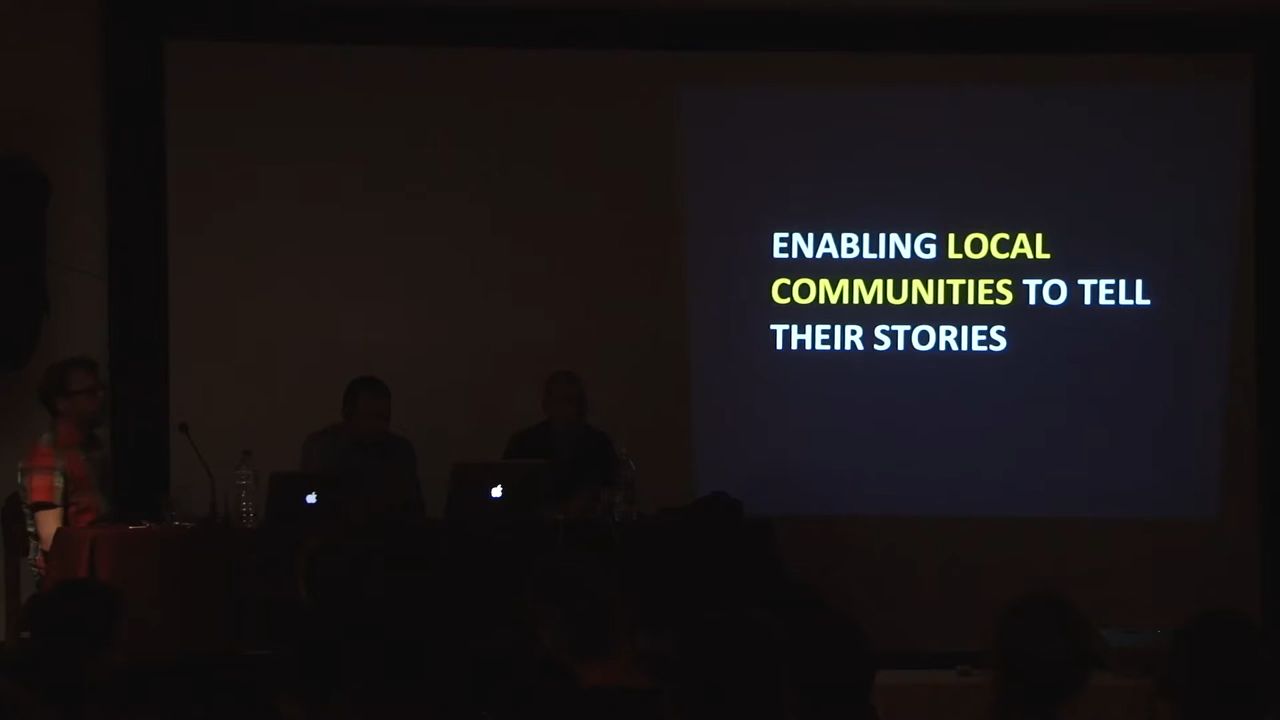 ENABLING LOCAL
COMMUNITIES TO TELL
THEIR STORIES